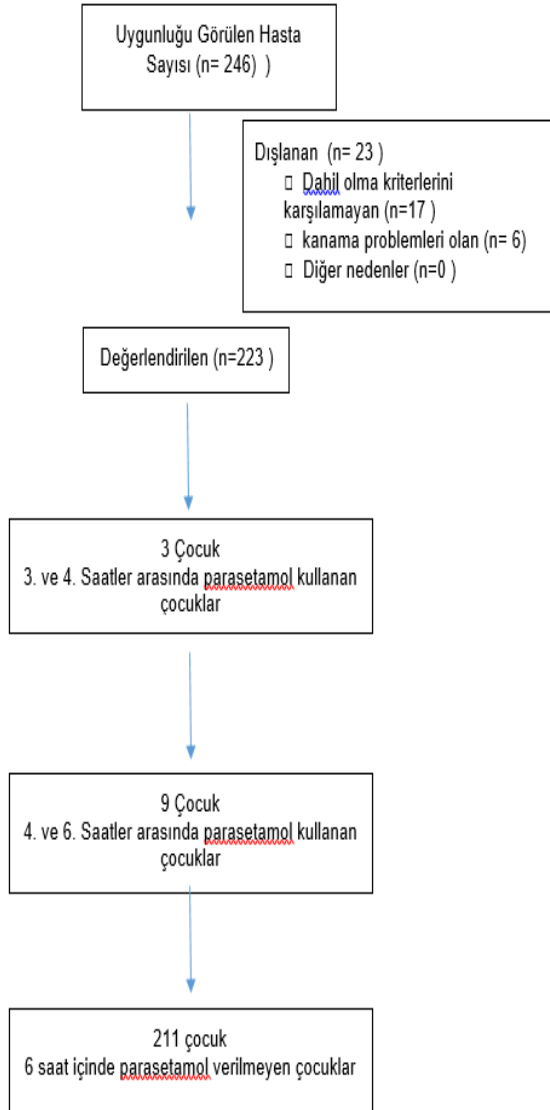 Uygunluğu Görülen Hasta
Sayısı (n= 246) )
Dışlanan (n= 23 )
▯ Dahil olma kriterlerini
karşılamayan (n=17 )
▯ kanama problemleri olan (n= 6)
▯ Diğer nedenler (n=0 )
Değerlendirilen (n=223 )
3 Çocuk
3. ve 4. Saatler arasında parasetamol kullanan
çocuklar
9 Çocuk
4. ve 6. Saatler arasında parasetamol kullanan
çocuklar
211 çocuk
6 saat içinde parasetamol verilmeyen çocuklar